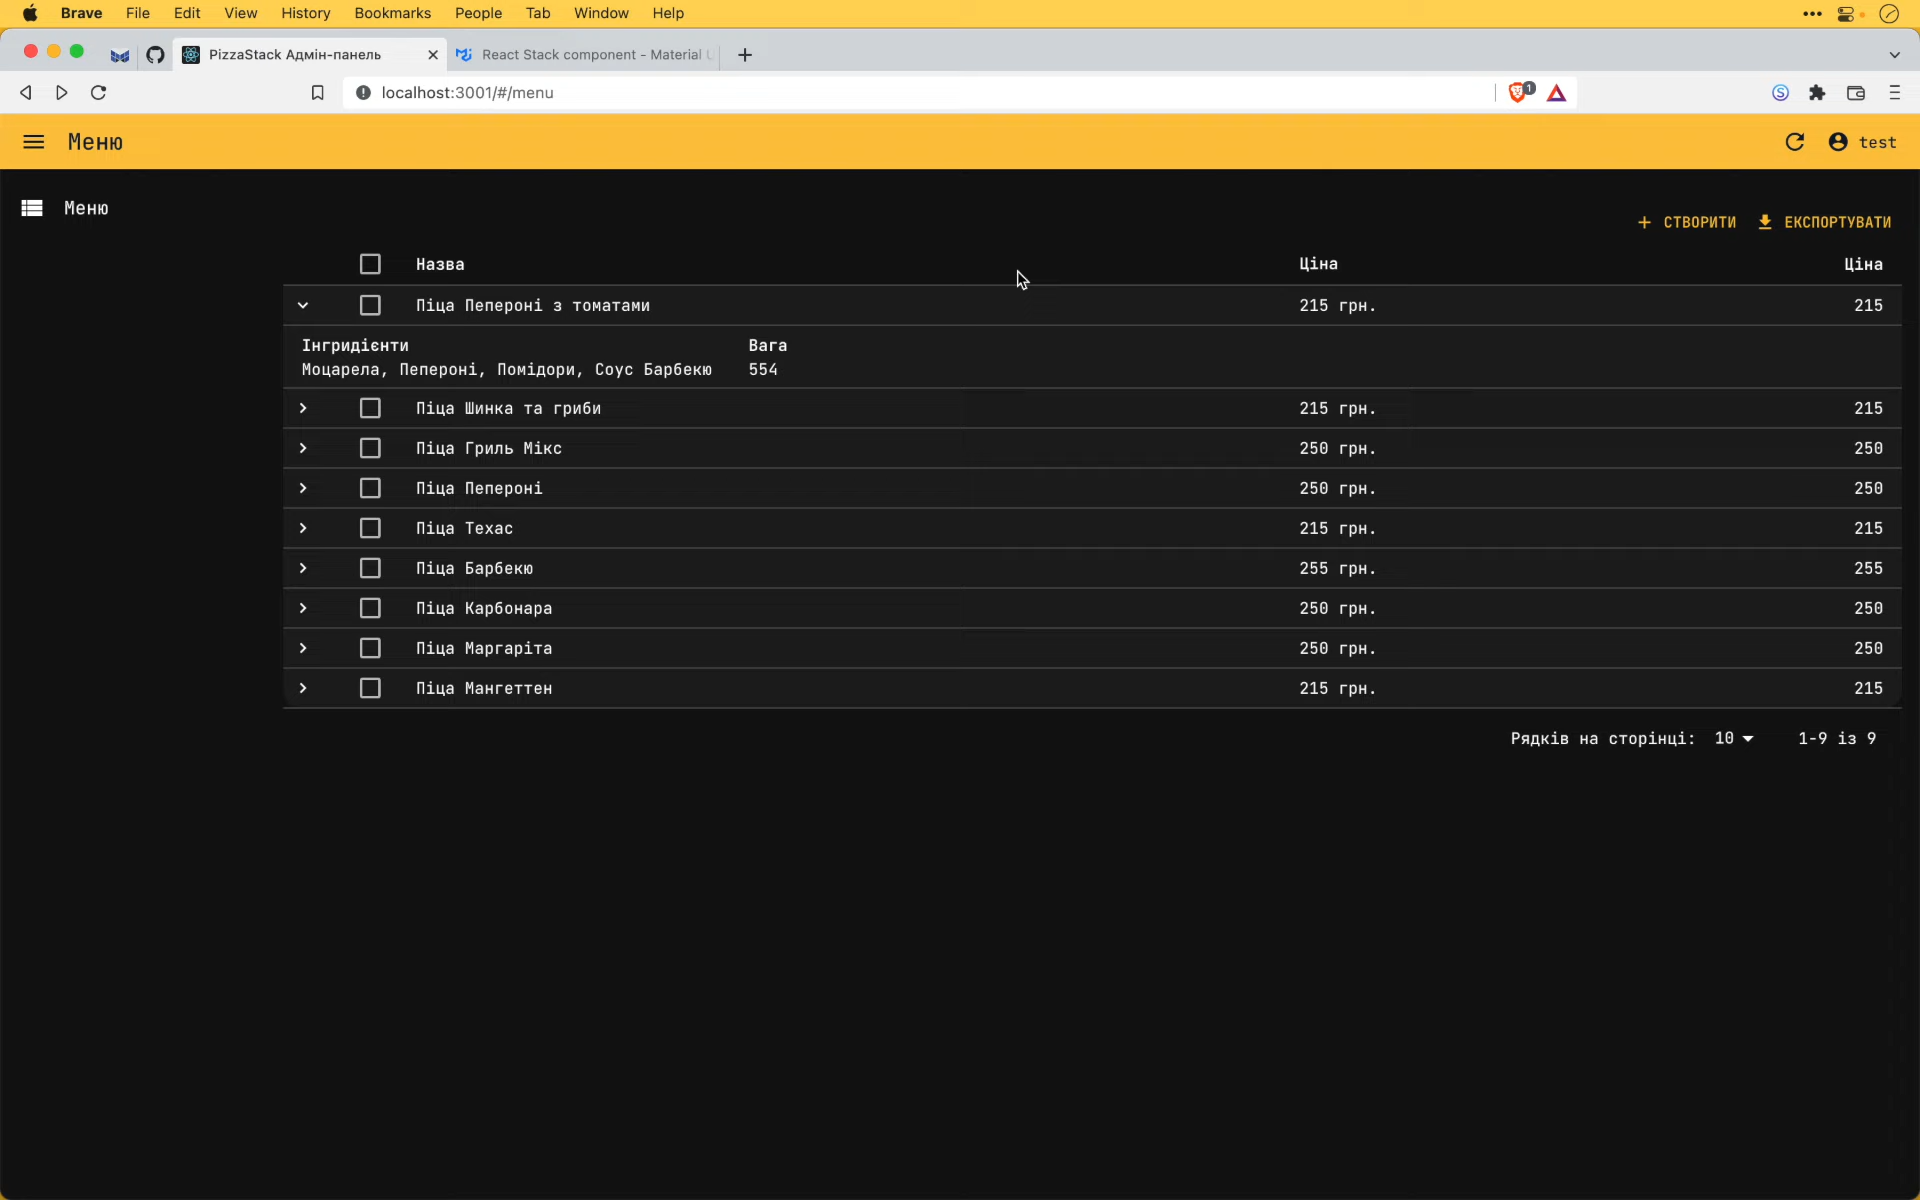 Brave File Edit View History Bookmarks People Tab Window Help
PizzaStack Адмін-панель React Stack component - Material
localhost:3001/#/menu
Меню test
Меню
СТВОРИТИ ЕКСПОРТУВАТИ
Назва Ціна Ціна
Піца Пепероні з томатами 215 грн. 215
Інгридієнти Вага
Моцарела, Пепероні, Помідори, Соус Барбекю 554
Піца Шинка та гриби 215 грн. 215
Піца Гриль Мікс 250 грн. 250
Піца Пепероні 250 грн. 250
Піца Техас 215 грн. 215
Піца Барбекю 255 грн. 255
Піца Карбонара 250 грн. 250
Піца Маргаріта 250 грн. 250
Піца Мангеттен 215 грн. 215
Рядків на сторінці: 10 1-9 із 9